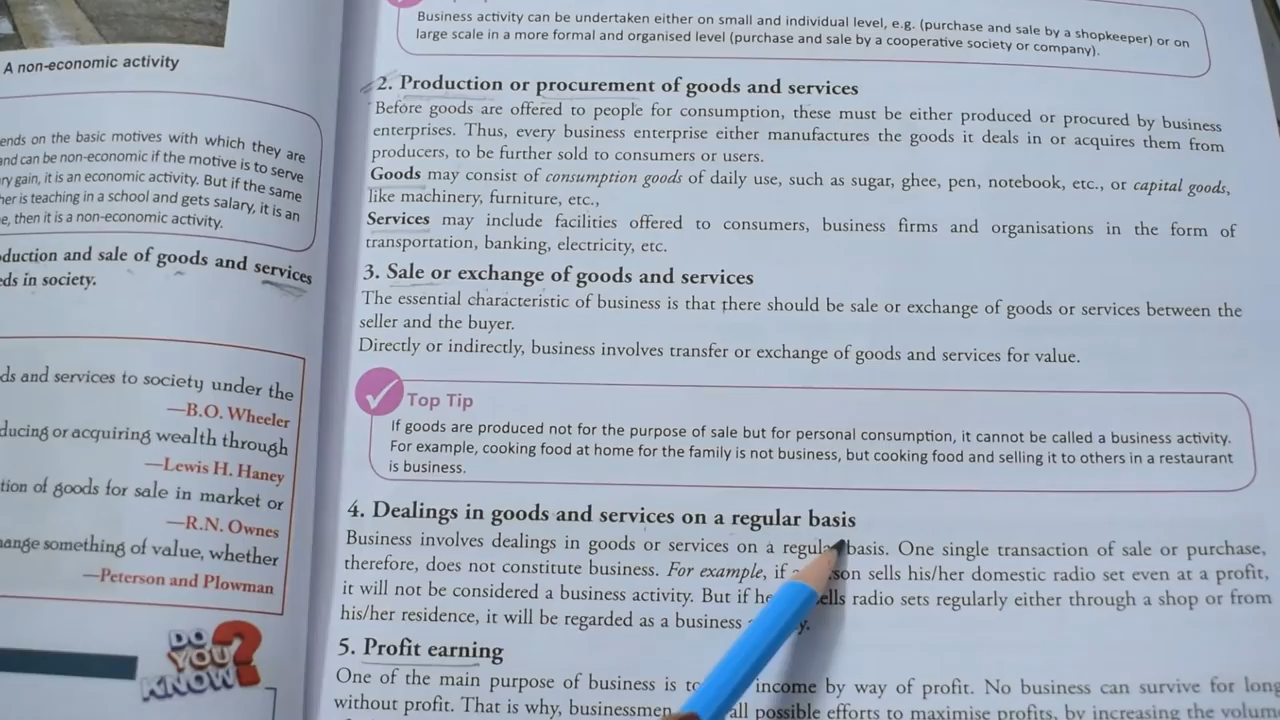 A non-economic activity
ends on the basic motives with which they are
and can be non-economic if the motive is to serve
ry gain, it is an economic activity. But if the same
her is teaching in a school and gets salary, it is an
e, then it is a non-economic activity.
duction and sale of goods and services
eds in society.
ds and services to society under the
—B.O. Wheeler
ducing or acquiring wealth through
—Lewis H. Haney
tion of goods for sale in market or
—R.N. Ownes
ange something of value, whether
—Peterson and Plowman
DO
YOU
KNOW?
Business activity can be undertaken either on small and individual level, e.g. (purchase and sale by a shopkeeper) or on
large scale in a more formal and organised level (purchase and sale by a cooperative society or company).
2. Production or procurement of goods and services
Before goods are offered to people for consumption, these must be either produced or procured by business
enterprises. Thus, every business enterprise either manufactures the goods it deals in or acquires them from
producers, to be further sold to consumers or users.
Goods may consist of consumption goods of daily use, such as sugar, ghee, pen, notebook, etc., or capital goods,
like machinery, furniture, etc.,
Services may include facilities offered to consumers, business firms and organisations in the form of
transportation, banking, electricity, etc.
3. Sale or exchange of goods and services
The essential characteristic of business is that there should be sale or exchange of goods or services between the
seller and the buyer.
Directly or indirectly, business involves transfer or exchange of goods and services for value.
Top Tip
If goods are produced not for the purpose of sale but for personal consumption, it cannot be called a business activity.
For example, cooking food at home for the family is not business, but cooking food and selling it to others in a restaurant
is business.
4. Dealings in goods and services on a regular basis
Business involves dealings in goods or services on a regular basis. One single transaction of sale or purchase,
therefore, does not constitute business. For example, if son sells his/her domestic radio set even at a profit,
it will not be considered a business activity. But if he ells radio sets regularly either through a shop or from
his/her residence, it will be regarded as a business y.
5. Profit earning
One of the main purpose of business is to income by way of profit. No business can survive for long
without profit. That is why, businessmen all possible efforts to maximise profits, by increasing the volume